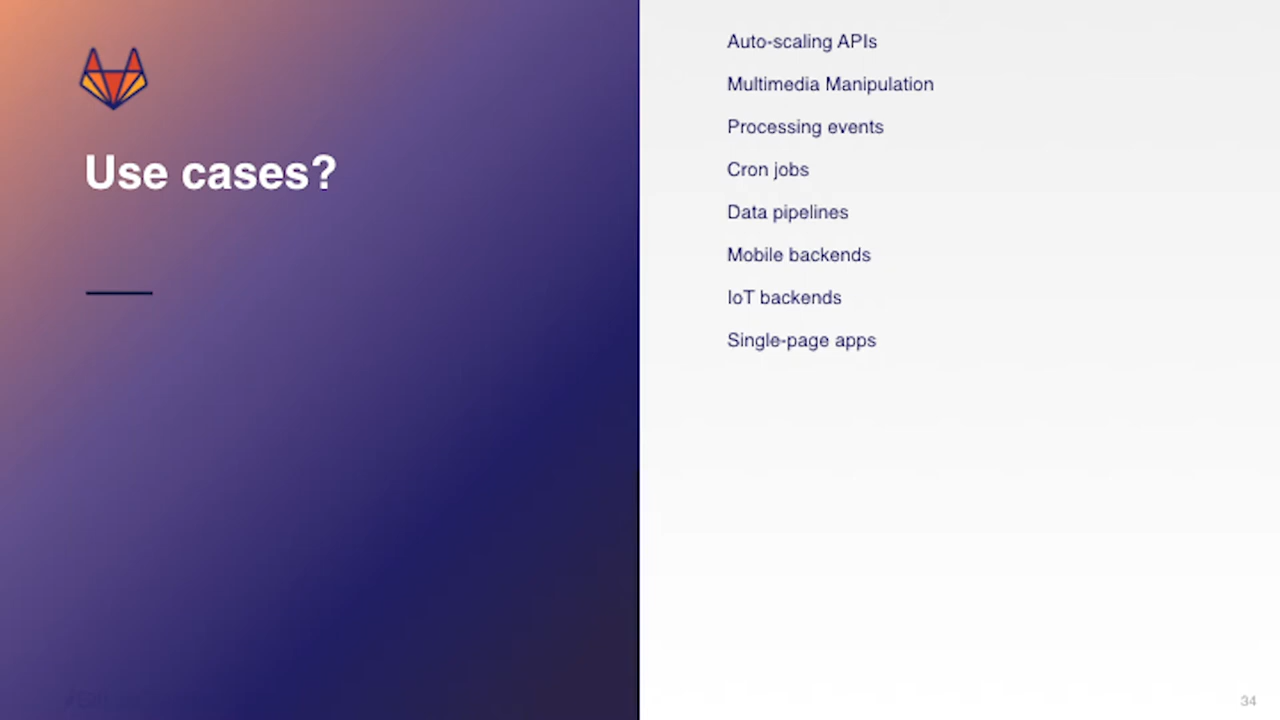 Use cases?
Auto-scaling APIs
Multimedia Manipulation
Processing events
Cron jobs
Data pipelines
Mobile backends
IoT backends
Single-page apps
34